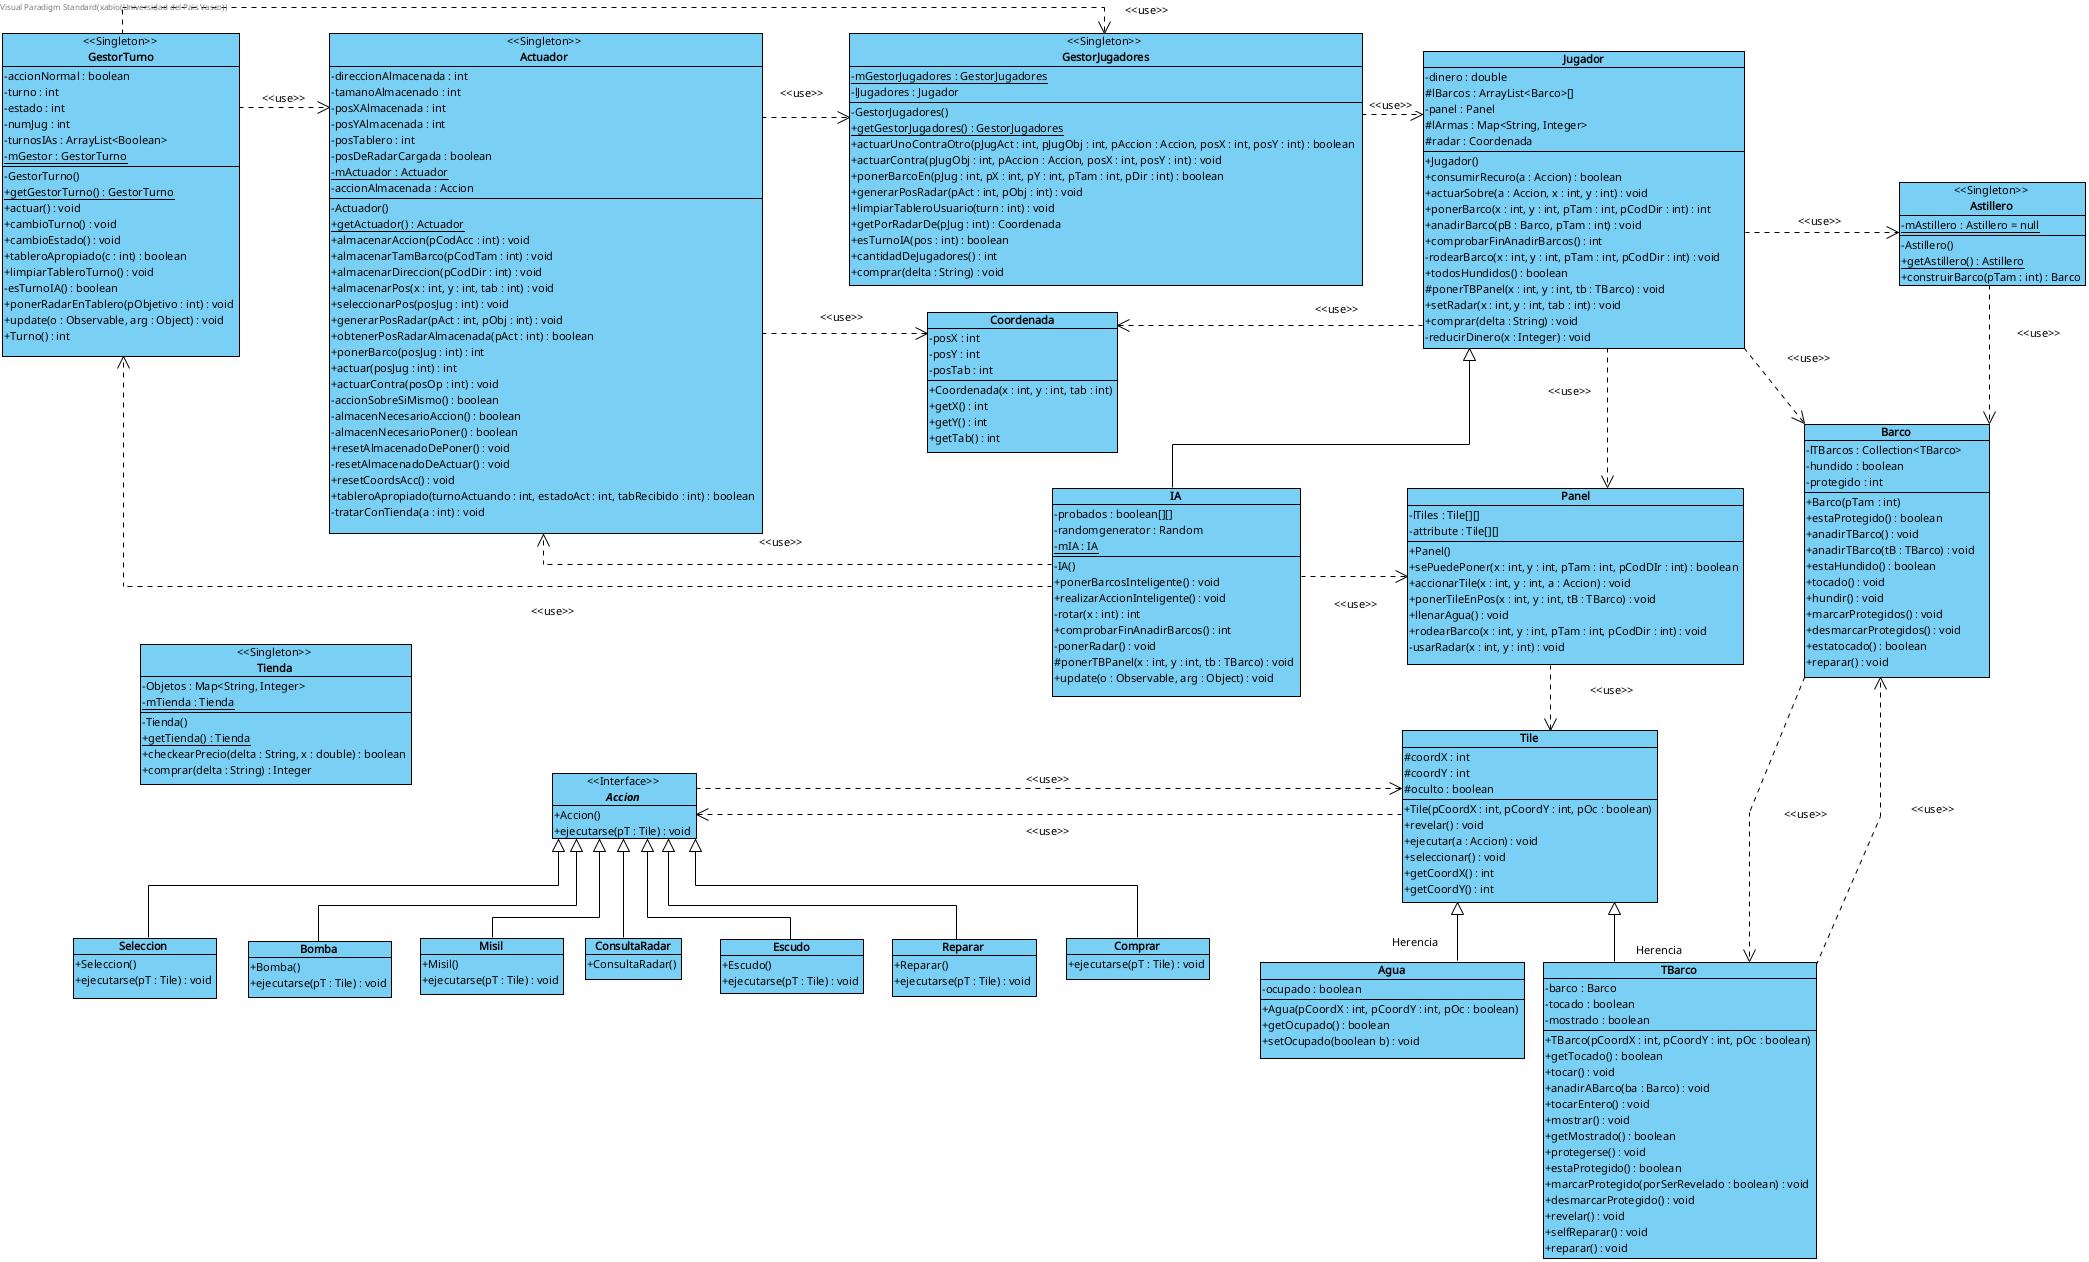 Visual Paradigm Standard(xabio(Universidad del Pais Vasco))
<<use>>
<<Singleton>>
GestorTurno
-accionNormal : boolean
-turno : int
-estado : int
-numJug : int
-turnosIAs : ArrayList<Boolean>
-mGestor : GestorTurno
-GestorTurno()
+getGestorTurno() : GestorTurno
+actuar() : void
+cambioTurno() : void
+cambioEstado() : void
+tableroApropiado(c : int) : boolean
+limpiarTableroTurno() : void
-esTurnoIA() : boolean
+ponerRadarEnTablero(pObjetivo : int) : void
+update(o : Observable, arg : Object) : void
+Turno() : int
<<use>>
<<Singleton>>
Actuador
-direccionAlmacenada : int
-tamanoAlmacenado : int
-posXAlmacenada : int
-posYAlmacenada : int
-posTablero : int
-posDeRadarCargada : boolean
-mActuador : Actuador
-accionAlmacenada : Accion
-Actuador()
+getActuador() : Actuador
+almacenarAccion(pCodAcc : int) : void
+almacenarTamBarco(pCodTam : int) : void
+almacenarDireccion(pCodDir : int) : void
+almacenarPos(x : int, y : int, tab : int) : void
+seleccionarPos(posJug : int) : void
+generarPosRadar(pAct : int, pObj : int) : void
+obtenerPosRadarAlmacenada(pAct : int) : boolean
+ponerBarco(posJug : int) : int
+actuar(posJug : int) : int
+actuarContra(posOp : int) : void
-accionSobreSiMismo() : boolean
-almacenNecesarioAccion() : boolean
-almacenNecesarioPoner() : boolean
+resetAlmacenadoDePoner() : void
-resetAlmacenadoDeActuar() : void
+resetCoordsAcc() : void
+tableroApropiado(turnoActuando : int, estadoAct : int, tabRecibido : int) : boolean
-tratarConTienda(a : int) : void
<<use>>
<<Singleton>>
GestorJugadores
-mGestorJugadores : GestorJugadores
-lJugadores : Jugador
-GestorJugadores()
+getGestorJugadores() : GestorJugadores
+actuarUnoContraOtro(pJugAct : int, pJugObj : int, pAccion : Accion, posX : int, posY : int) : boolean
+actuarContra(pJugObj : int, pAccion : Accion, posX : int, posY : int) : void
+ponerBarcoEn(pJug : int, pX : int, pY : int, pTam : int, pDir : int) : boolean
+generarPosRadar(pAct : int, pObj : int) : void
+limpiarTableroUsuario(turn : int) : void
+getPorRadarDe(pJug : int) : Coordenada
+esTurnoIA(pos : int) : boolean
+cantidadDeJugadores() : int
+comprar(delta : String) : void
<<use>>
Jugador
-dinero : double
#lBarcos : ArrayList<Barco>[]
-panel : Panel
#lArmas : Map<String, Integer>
#radar : Coordenada
+Jugador()
+consumirRecuro(a : Accion) : boolean
+actuarSobre(a : Accion, x : int, y : int) : void
+ponerBarco(x : int, y : int, pTam : int, pCodDir : int) : int
+anadirBarco(pB : Barco, pTam : int) : void
+comprobarFinAnadirBarcos() : int
-rodearBarco(x : int, y : int, pTam : int, pCodDir : int) : void
+todosHundidos() : boolean
#ponerTBPanel(x : int, y : int, tb : TBarco) : void
+setRadar(x : int, y : int, tab : int) : void
+comprar(delta : String) : void
-reducirDinero(x : Integer) : void
<<use>>
<<Singleton>>
Astillero
-mAstillero : Astillero = null
-Astillero()
+getAstillero() : Astillero
+construirBarco(pTam : int) : Barco
<<use>>
Coordenada
-posX : int
-posY : int
-posTab : int
+Coordenada(x : int, y : int, tab : int)
+getX() : int
+getY() : int
+getTab() : int
<<use>>
<<use>>
<<use>>
<<use>>
Barco
-lTBarcos : Collection<TBarco>
-hundido : boolean
-protegido : int
+Barco(pTam : int)
+estaProtegido() : boolean
+anadirTBarco() : void
+anadirTBarco(tB : TBarco) : void
+estaHundido() : boolean
+tocado() : void
+hundir() : void
+marcarProtegidos() : void
+desmarcarProtegidos() : void
+estatocado() : boolean
+reparar() : void
IA
-probados : boolean[][]
-randomgenerator : Random
-mIA : IA
-IA()
+ponerBarcosInteligente() : void
+realizarAccionInteligente() : void
-rotar(x : int) : int
+comprobarFinAnadirBarcos() : int
-ponerRadar() : void
#ponerTBPanel(x : int, y : int, tb : TBarco) : void
+update(o : Observable, arg : Object) : void
<<use>>
Panel
-lTiles : Tile[][]
-attribute : Tile[][]
+Panel()
+sePuedePoner(x : int, y : int, pTam : int, pCodDIr : int) : boolean
+accionarTile(x : int, y : int, a : Accion) : void
+ponerTileEnPos(x : int, y : int, tB : TBarco) : void
+llenarAgua() : void
+rodearBarco(x : int, y : int, pTam : int, pCodDir : int) : void
-usarRadar(x : int, y : int) : void
<<use>>
<<use>>
<<use>>
<<Singleton>>
Tienda
-Objetos : Map<String, Integer>
-mTienda : Tienda
-Tienda()
+getTienda() : Tienda
+checkearPrecio(delta : String, x : double) : boolean
+comprar(delta : String) : Integer
<<Interface>>
Accion
+Accion()
+ejecutarse(pT : Tile) : void
<<use>>
<<use>>
Tile
#coordX : int
#coordY : int
#oculto : boolean
+Tile(pCoordX : int, pCoordY : int, pOc : boolean)
+revelar() : void
+ejecutar(a : Accion) : void
+seleccionar() : void
+getCoordX() : int
+getCoordY() : int
<<use>>
<<use>>
Herencia
Herencia
Seleccion
+Seleccion()
+ejecutarse(pT : Tile) : void
Bomba
+Bomba()
+ejecutarse(pT : Tile) : void
Misil
+Misil()
+ejecutarse(pT : Tile) : void
ConsultaRadar
+ConsultaRadar()
Escudo
+Escudo()
+ejecutarse(pT : Tile) : void
Reparar
+Reparar()
+ejecutarse(pT : Tile) : void
Comprar
+ejecutarse(pT : Tile) : void
Agua
-ocupado : boolean
+Agua(pCoordX : int, pCoordY : int, pOc : boolean)
+getOcupado() : boolean
+setOcupado(boolean b) : void
TBarco
-barco : Barco
-tocado : boolean
-mostrado : boolean
+TBarco(pCoordX : int, pCoordY : int, pOc : boolean)
+getTocado() : boolean
+tocar() : void
+anadirABarco(ba : Barco) : void
+tocarEntero() : void
+mostrar() : void
+getMostrado() : boolean
+protegerse() : void
+estaProtegido() : boolean
+marcarProtegido(porSerRevelado : boolean) : void
+desmarcarProtegido() : void
+revelar() : void
+selfReparar() : void
+reparar() : void